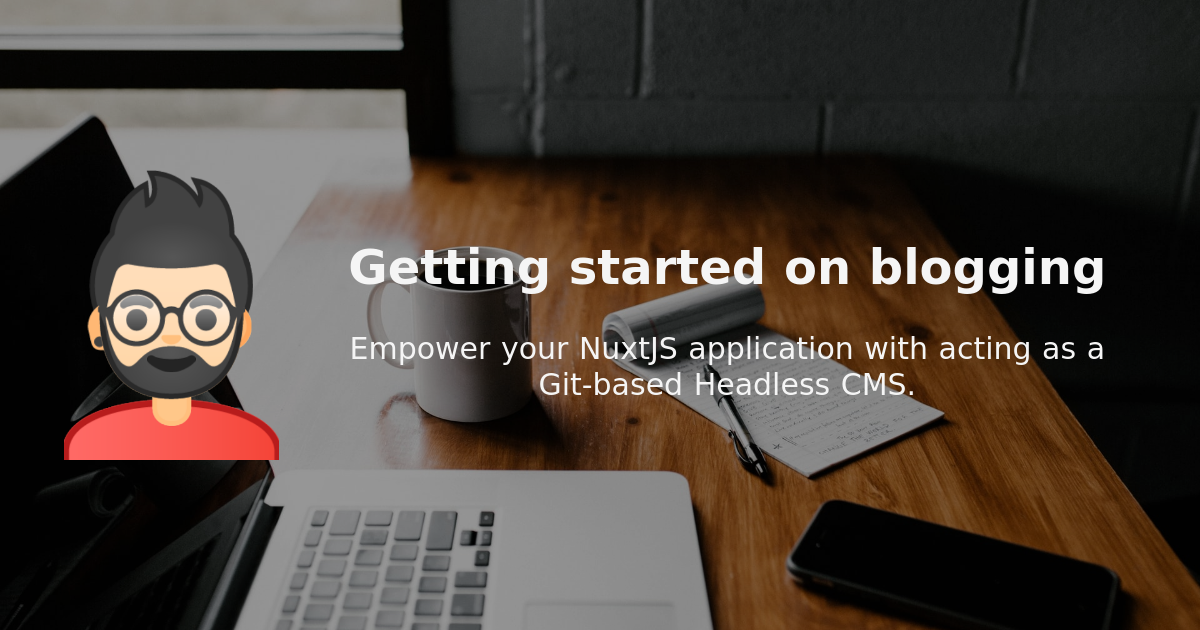 Getting started on blogging
Empower your NuxtJS application with acting as a
Git-based Headless CMS.